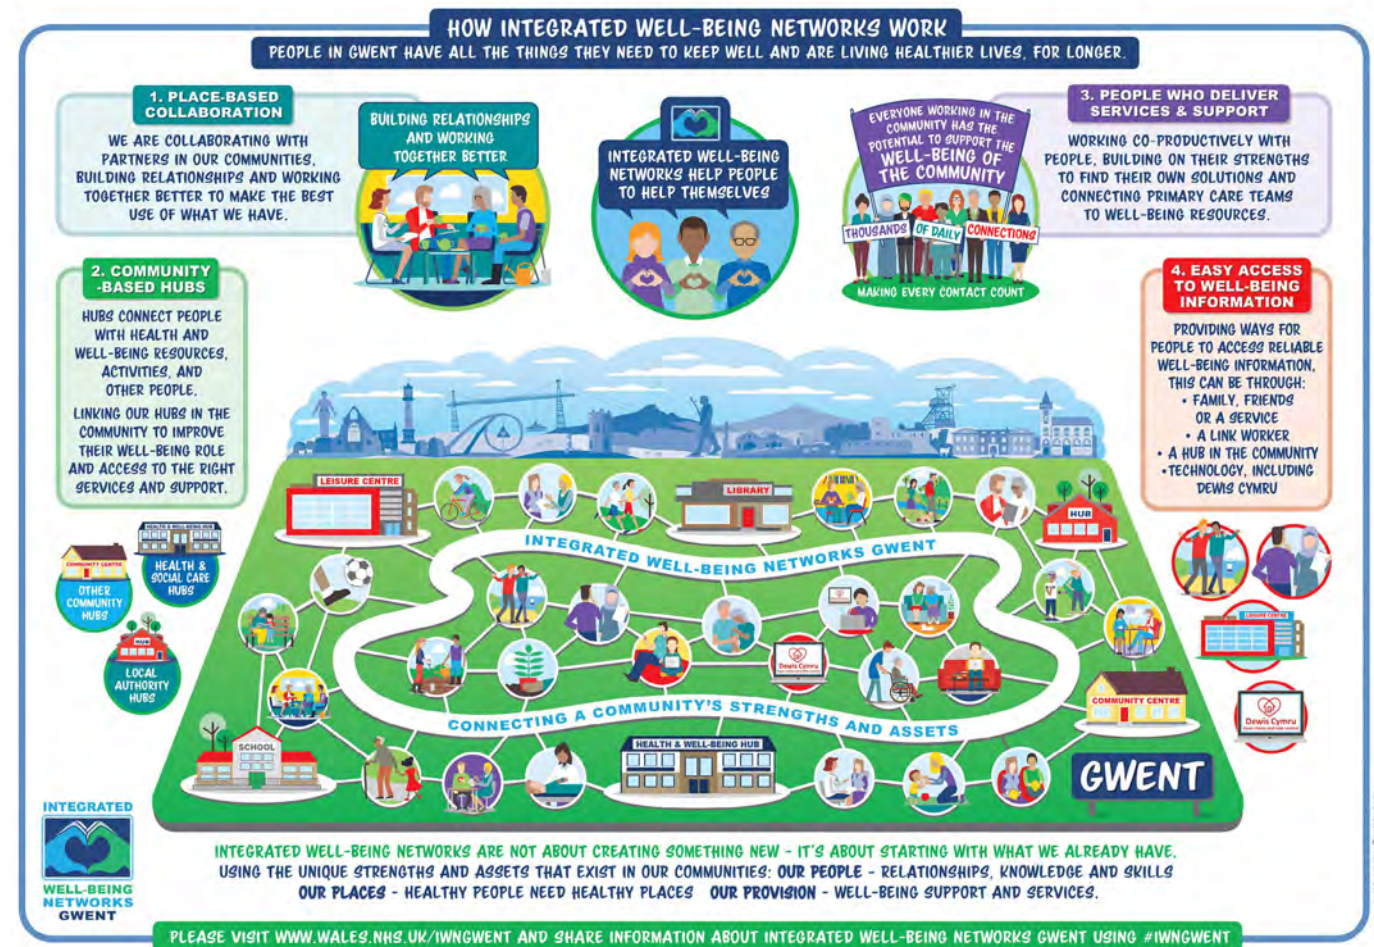 HOW INTEGRATED WELL-BEING NETWORKS WORK
PEOPLE IN GWENT HAVE ALL THE THINGS THEY NEED TO KEEP WELL AND ARE LIVING HEALTHIER LIVES, FOR LONGER.
1. PLACE-BASED
COLLABORATION
WE ARE COLLABORATING WITH
PARTNERS IN OUR COMMUNITIES,
BUILDING RELATIONSHIPS AND WORKING
TOGETHER BETTER TO MAKE THE BEST
USE OF WHAT WE HAVE.
BUILDING RELATIONSHIPS
AND WORKING
TOGETHER BETTER
INTEGRATED WELL-BEING
NETWORKS HELP PEOPLE
TO HELP THEMSELVES
EVERYONE WORKING IN THE
COMMUNITY HAS THE
POTENTIAL TO SUPPORT THE
WELL-BEING OF
THE COMMUNITY
THOUSANDS
OF DAILY
CONNECTIONS
MAKING EVERY CONTACT COUNT
3. PEOPLE WHO DELIVER
SERVICES & SUPPORT
WORKING CO-PRODUCTIVELY WITH
PEOPLE, BUILDING ON THEIR STRENGTHS
TO FIND THEIR OWN SOLUTIONS AND
CONNECTING PRIMARY CARE TEAMS
TO WELL-BEING RESOURCES.
2. COMMUNITY
-BASED HUBS
HUBS CONNECT PEOPLE
WITH HEALTH AND
WELL-BEING RESOURCES,
ACTIVITIES, AND
OTHER PEOPLE.
LINKING OUR HUBS IN THE
COMMUNITY TO IMPROVE
THEIR WELL-BEING ROLE
AND ACCESS TO THE RIGHT
SERVICES AND SUPPORT.
4. EASY ACCESS
TO WELL-BEING
INFORMATION
PROVIDING WAYS FOR
PEOPLE TO ACCESS RELIABLE
WELL-BEING INFORMATION,
THIS CAN BE THROUGH:
• FAMILY, FRIENDS
OR A SERVICE
• A LINK WORKER
• A HUB IN THE COMMUNITY
•TECHNOLOGY, INCLUDING
DEWIS CYMRU
HEALTH & WELL-BEING HUB
HEALTH &
SOCIAL CARE
HUBS
COMMUNITY CENTRE
OTHER
COMMUNITY
HUBS
HUB
LOCAL
AUTHORITY
HUBS
LEISURE CENTRE
LIBRARY
HUB
INTEGRATED WELL-BEING NETWORKS GWENT
Dewis Cymru
CONNECTING A COMMUNITY'S STRENGTHS AND ASSETS
COMMUNITY CENTRE
SCHOOL
HEALTH & WELL-BEING HUB
GWENT
LEISURE CENTRE
Dewis Cymru
INTEGRATED
WELL-BEING
NETWORKS
GWENT
INTEGRATED WELL-BEING NETWORKS ARE NOT ABOUT CREATING SOMETHING NEW - IT'S ABOUT STARTING WITH WHAT WE ALREADY HAVE.
USING THE UNIQUE STRENGTHS AND ASSETS THAT EXIST IN OUR COMMUNITIES: OUR PEOPLE - RELATIONSHIPS, KNOWLEDGE AND SKILLS
OUR PLACES - HEALTHY PEOPLE NEED HEALTHY PLACES OUR PROVISION - WELL-BEING SUPPORT AND SERVICES.
PLEASE VISIT WWW.WALES.NHS.UK/IWNGWENT AND SHARE INFORMATION ABOUT INTEGRATED WELL-BEING NETWORKS GWENT USING #IWNGWENT